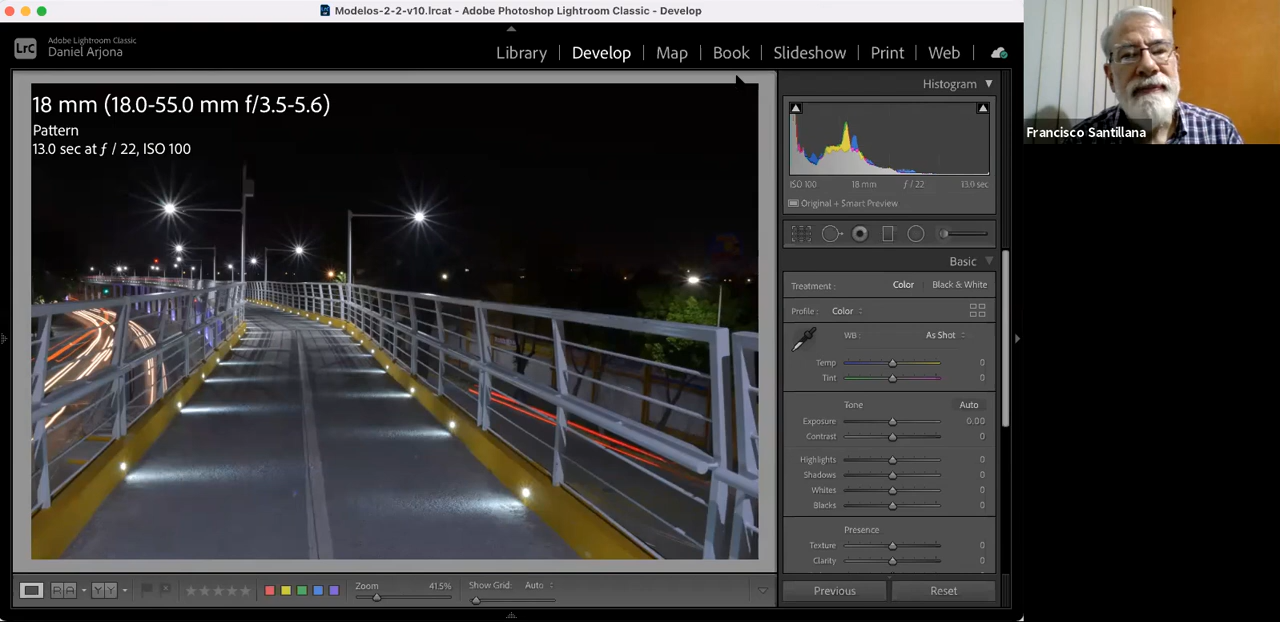 Modelos-2-2-v10.lrcat - Adobe Photoshop Lightroom Classic - Develop
LrC
Adobe Lightroom Classic
Daniel Arjona
Library | Develop | Map | Book | Slideshow | Print | Web
18 mm (18.0-55.0 mm f/3.5-5.6)
Pattern
13.0 sec at ƒ / 22, ISO 100
Histogram
ISO 100 18 mm ƒ / 22 13.0 sec
Original + Smart Preview
Basic
Treatment : Color | Black & White
Profile : Color
WB : As Shot
Temp 0
Tint 0
Tone Auto
Exposure 0.00
Contrast 0
Highlights 0
Shadows 0
Whites 0
Blacks 0
Presence
Texture 0
Clarity 0
Zoom 41.5%
Show Grid: Auto
Previous Reset
Francisco Santillana